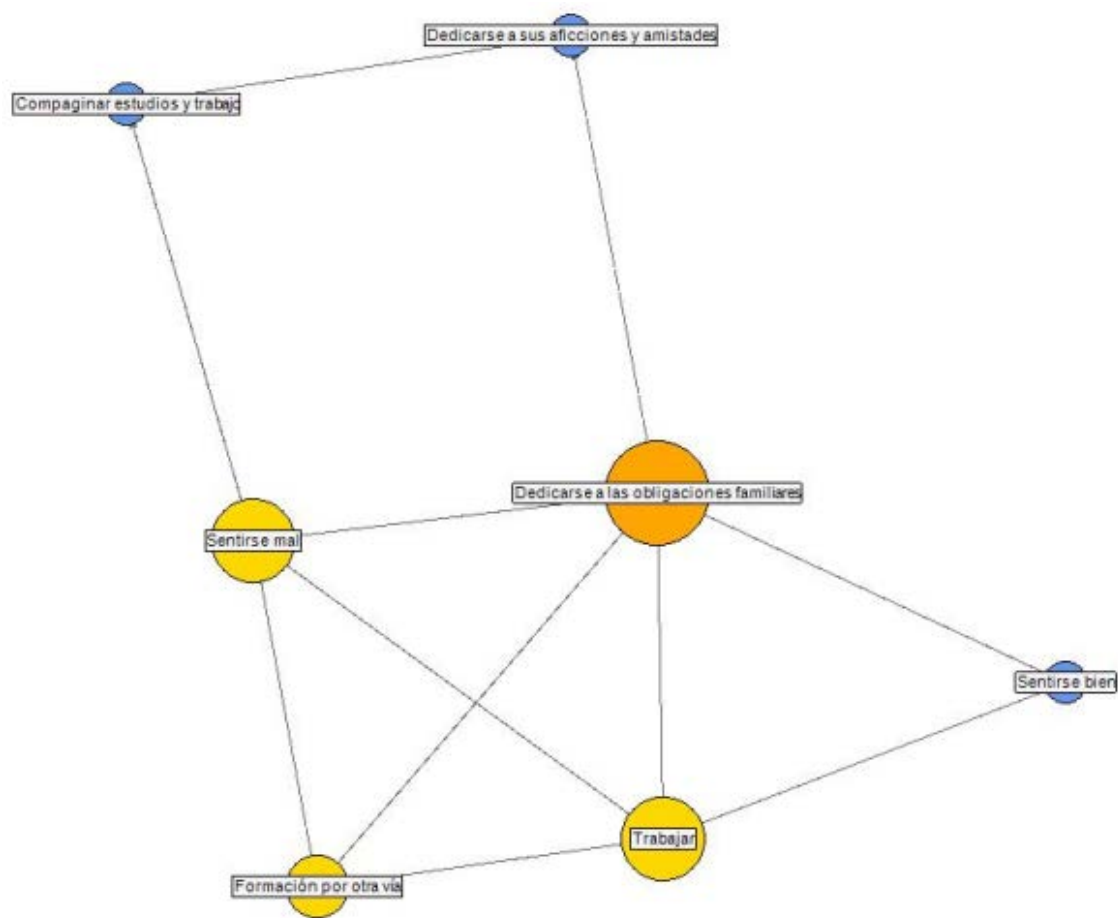 Dedicarse a sus aficciones y amistades
Compaginar estudios y trabajo
Dedicarse a las obligaciones familiares
Sentirse mal
Sentirse bien
Trabajar
Formación por otra vía